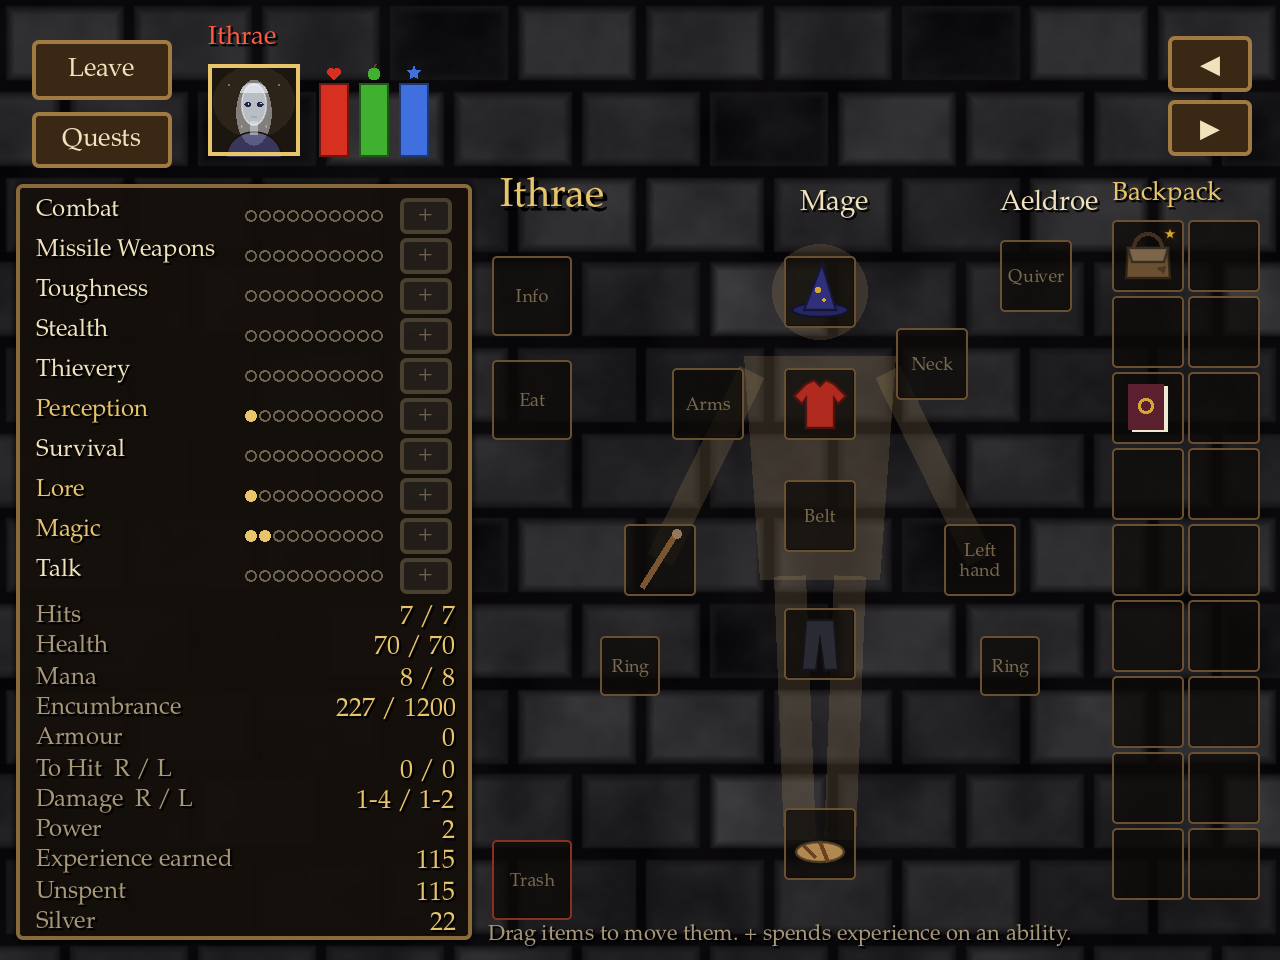 Ithrae
Leave
Quests
◀
▶
Combat +
Missile Weapons +
Toughness +
Stealth +
Thievery +
Perception +
Survival +
Lore +
Magic +
Talk +
Hits 7 / 7
Health 70 / 70
Mana 8 / 8
Encumbrance 227 / 1200
Armour 0
To Hit R / L 0 / 0
Damage R / L 1-4 / 1-2
Power 2
Experience earned 115
Unspent 115
Silver 22
Ithrae
Mage
Aeldroe
Info
Eat
Quiver
Neck
Arms
Belt
Left
hand
Ring
Ring
Trash
Backpack
Drag items to move them. + spends experience on an ability.